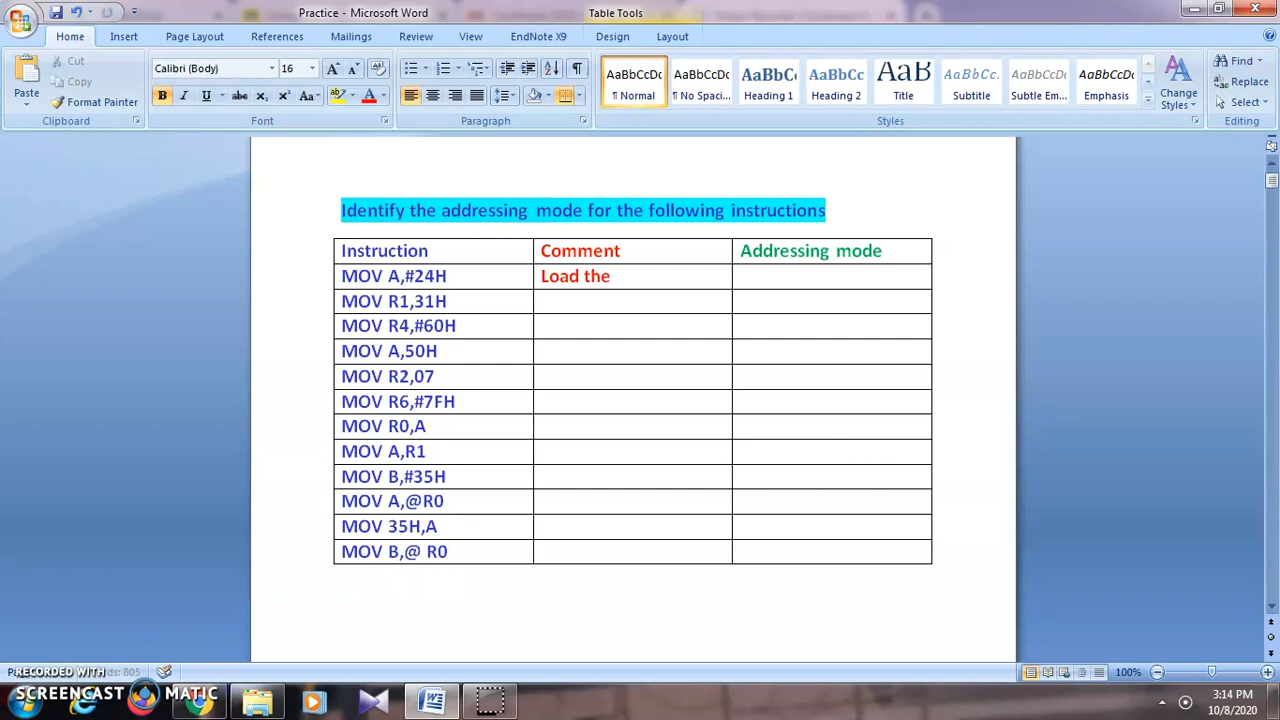 Practice - Microsoft Word
Table Tools
Home Insert Page Layout References Mailings Review View EndNote X9 Design Layout
Paste
Cut
Copy
Format Painter
Clipboard
Calibri (Body) 16
Font
Paragraph
AaBbCcDc AaBbCcDc AaBbCc AaBbCc AaB AaBbCc. AaBbCcDc AaBbCcDc
¶ Normal ¶ No Spaci... Heading 1 Heading 2 Title Subtitle Subtle Em... Emphasis
Styles
Change
Styles
Find
Replace
Select
Editing
Identify the addressing mode for the following instructions
Instruction Comment Addressing mode
MOV A,#24H Load the
MOV R1,31H
MOV R4,#60H
MOV A,50H
MOV R2,07
MOV R6,#7FH
MOV R0,A
MOV A,R1
MOV B,#35H
MOV A,@R0
MOV 35H,A
MOV B,@ R0
805
100%
RECORDED WITH
SCREENCAST MATIC
3:14 PM
10/8/2020